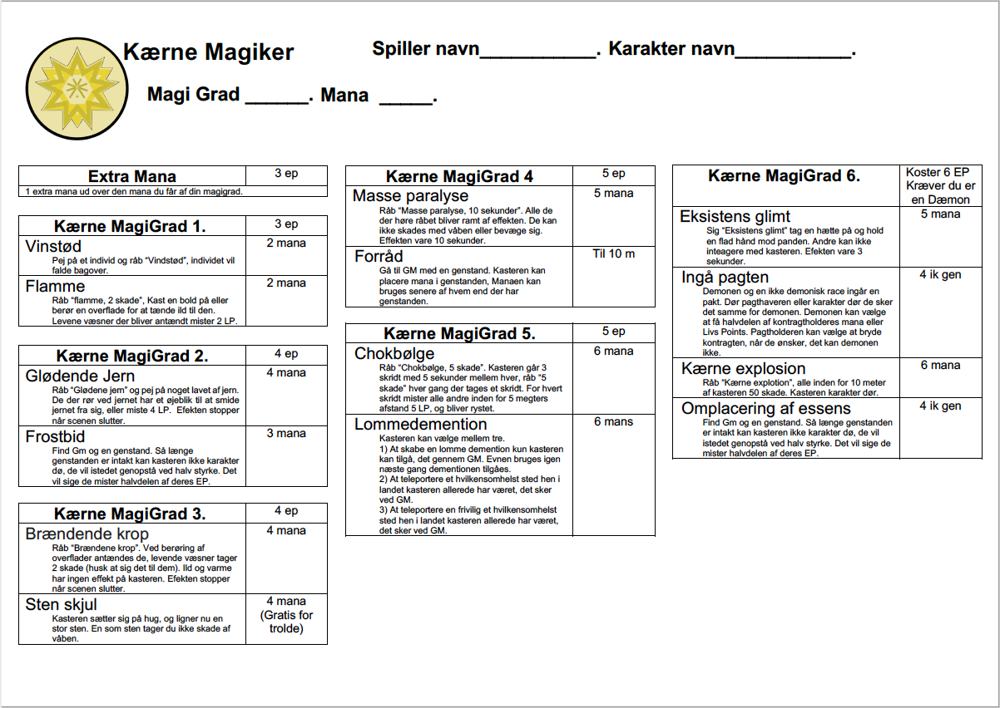 Kærne Magiker
Spiller navn___________. Karakter navn___________.
Magi Grad ______. Mana _____.
Extra Mana
3 ep
1 extra mana ud over den mana du får af din magigrad.
Kærne MagiGrad 1.
3 ep
Vinstød
2 mana
Pej på et individ og råb “Vindstød”, individet vil
falde bagover.
Flamme
2 mana
Råb “flamme, 2 skade”, Kast en bold på eller
berør en overflade for at tænde ild til den.
Levene væsner der bliver antændt mister 2 LP.
Kærne MagiGrad 2.
4 ep
Glødende Jern
4 mana
Råb “Glødene jern” og pej på noget lavet af jern.
De der rør ved jernet har et øjeblik til at smide
jernet fra sig, eller miste 4 LP. Efekten stopper
når scenen slutter.
Frostbid
3 mana
Find Gm og en genstand. Så længe
genstanden er intakt kan kasteren ikke karakter
dø, de vil istedet genopstå ved halv styrke. Det
vil sige de mister halvdelen af deres EP.
Kærne MagiGrad 3.
4 ep
Brændende krop
4 mana
Råb “Brændene krop”. Ved berøring af
overflader antændes de, levende væsner tager
2 skade (husk at sig det til dem). Ild og varme
har ingen effekt på kasteren. Efekten stopper
når scenen slutter.
Sten skjul
4 mana
(Gratis for
trolde)
Kasteren sætter sig på hug, og ligner nu en
stor sten. En som sten tager du ikke skade af
våben.
Kærne MagiGrad 4
5 ep
Masse paralyse
5 mana
Råb “Masse paralyse, 10 sekunder”. Alle de
der høre råbet bliver ramt af effekten. De kan
ikke skades med våben eller bevæge sig.
Effekten vare 10 sekunder.
Forråd
Til 10 m
Gå til GM med en genstand. Kasteren kan
placere mana i genstanden, Manaen kan
bruges senere af hvem end der har
genstanden.
Kærne MagiGrad 5.
5 ep
Chokbølge
6 mana
Råb “Chokbølge, 5 skade”. Kasteren går 3
skridt med 5 sekunder mellem hver, råb “5
skade” hver gang der tages et skridt. For hvert
skridt mister alle andre inden for 5 megters
afstand 5 LP, og bliver rystet.
Lommedemention
6 mans
Kasteren kan vælge mellem tre.
1) At skabe en lomme demention kun kasteren
kan tilgå, det gennem GM. Evnen bruges igen
næste gang dementionen tilgåes.
2) At teleportere et hvilkensomhelst sted hen i
landet kasteren allerede har været, det sker
ved GM.
3) At teleportere en frivilig et hvilkensomhelst
sted hen i landet kasteren allerede har været,
det sker ved GM.
Kærne MagiGrad 6.
Koster 6 EP
Kræver du er
en Dæmon
Eksistens glimt
5 mana
Sig “Eksistens glimt” tag en hætte på og hold
en flad hånd mod panden. Andre kan ikke
inteagere med kasteren. Efekten vare 3
sekunder.
Ingå pagten
4 ik gen
Demonen og en ikke demonisk race ingår en
pakt. Dør pagthaveren eller karakter dør de sker
det samme for demonen. Demonen kan vælge
at få halvdelen af kontragtholderes mana eller
Livs Points. Pagtholderen kan vælge at bryde
kontragten, når de ønsker, det kan demonen
ikke.
Kærne explosion
6 mana
Råb “Kærne explotion”, alle inden for 10 meter
af kasteren 50 skade. Kasteren karakter dør.
Omplacering af essens
4 ik gen
Find Gm og en genstand. Så længe genstanden
er intakt kan kasteren ikke karakter dø, de vil
istedet genopstå ved halv styrke. Det vil sige de
mister halvdelen af deres EP.